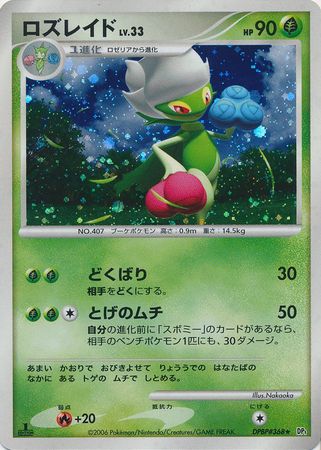 ロズレイド LV.33
HP 90
1進化 ロゼリアから進化
NO.407 ブーケポケモン 高さ:0.9m 重さ:14.5kg
どくばり 30
相手をどくにする。
とげのムチ 50
自分の進化前に「スボミー」のカードがあるなら、
相手のベンチポケモン1匹にも、30ダメージ。
あまい かおりで おびきよせて りょううでの はなたばの
なかに ある トゲの ムチで しとめる。
Illus.Nakaoka
弱点 抵抗力 にげる
+20
1 EDITION
©2006 Pokémon/Nintendo/Creatures/GAME FREAK. DPBP#368★